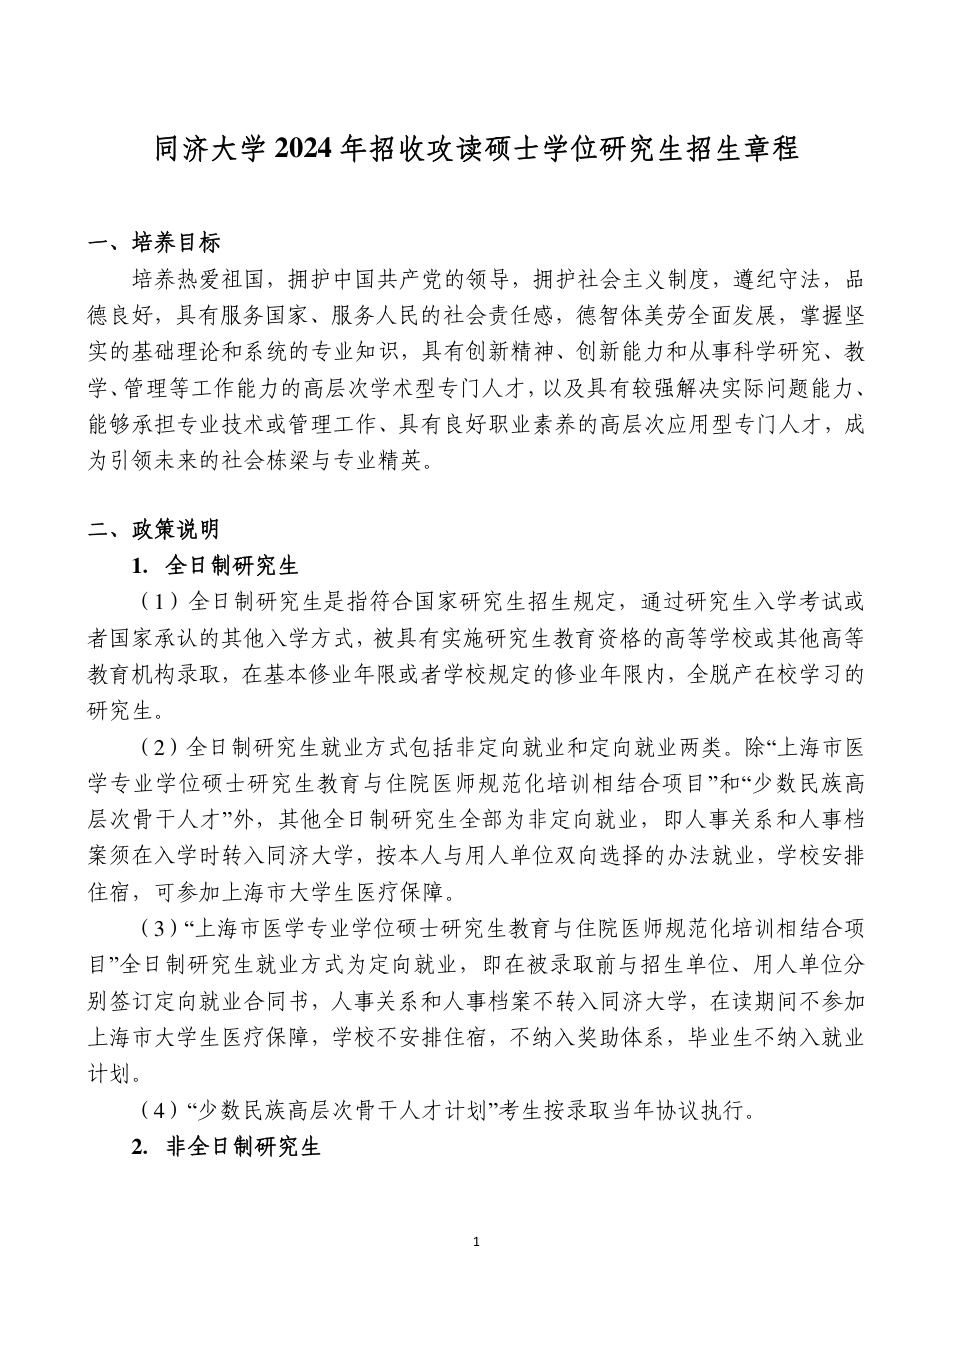 同济大学 2024 年招收攻读硕士学位研究生招生章程
一、培养目标
培养热爱祖国，拥护中国共产党的领导，拥护社会主义制度，遵纪守法，品
德良好，具有服务国家、服务人民的社会责任感，德智体美劳全面发展，掌握坚
实的基础理论和系统的专业知识，具有创新精神、创新能力和从事科学研究、教
学、管理等工作能力的高层次学术型专门人才，以及具有较强解决实际问题能力、
能够承担专业技术或管理工作、具有良好职业素养的高层次应用型专门人才，成
为引领未来的社会栋梁与专业精英。
二、政策说明
1. 全日制研究生
（1）全日制研究生是指符合国家研究生招生规定，通过研究生入学考试或
者国家承认的其他入学方式，被具有实施研究生教育资格的高等学校或其他高等
教育机构录取，在基本修业年限或者学校规定的修业年限内，全脱产在校学习的
研究生。
（2）全日制研究生就业方式包括非定向就业和定向就业两类。除“上海市医
学专业学位硕士研究生教育与住院医师规范化培训相结合项目”和“少数民族高
层次骨干人才”外，其他全日制研究生全部为非定向就业，即人事关系和人事档
案须在入学时转入同济大学，按本人与用人单位双向选择的办法就业，学校安排
住宿，可参加上海市大学生医疗保障。
（3）“上海市医学专业学位硕士研究生教育与住院医师规范化培训相结合项
目”全日制研究生就业方式为定向就业，即在被录取前与招生单位、用人单位分
别签订定向就业合同书，人事关系和人事档案不转入同济大学，在读期间不参加
上海市大学生医疗保障，学校不安排住宿，不纳入奖助体系，毕业生不纳入就业
计划。
（4）“少数民族高层次骨干人才计划”考生按录取当年协议执行。
2. 非全日制研究生
1